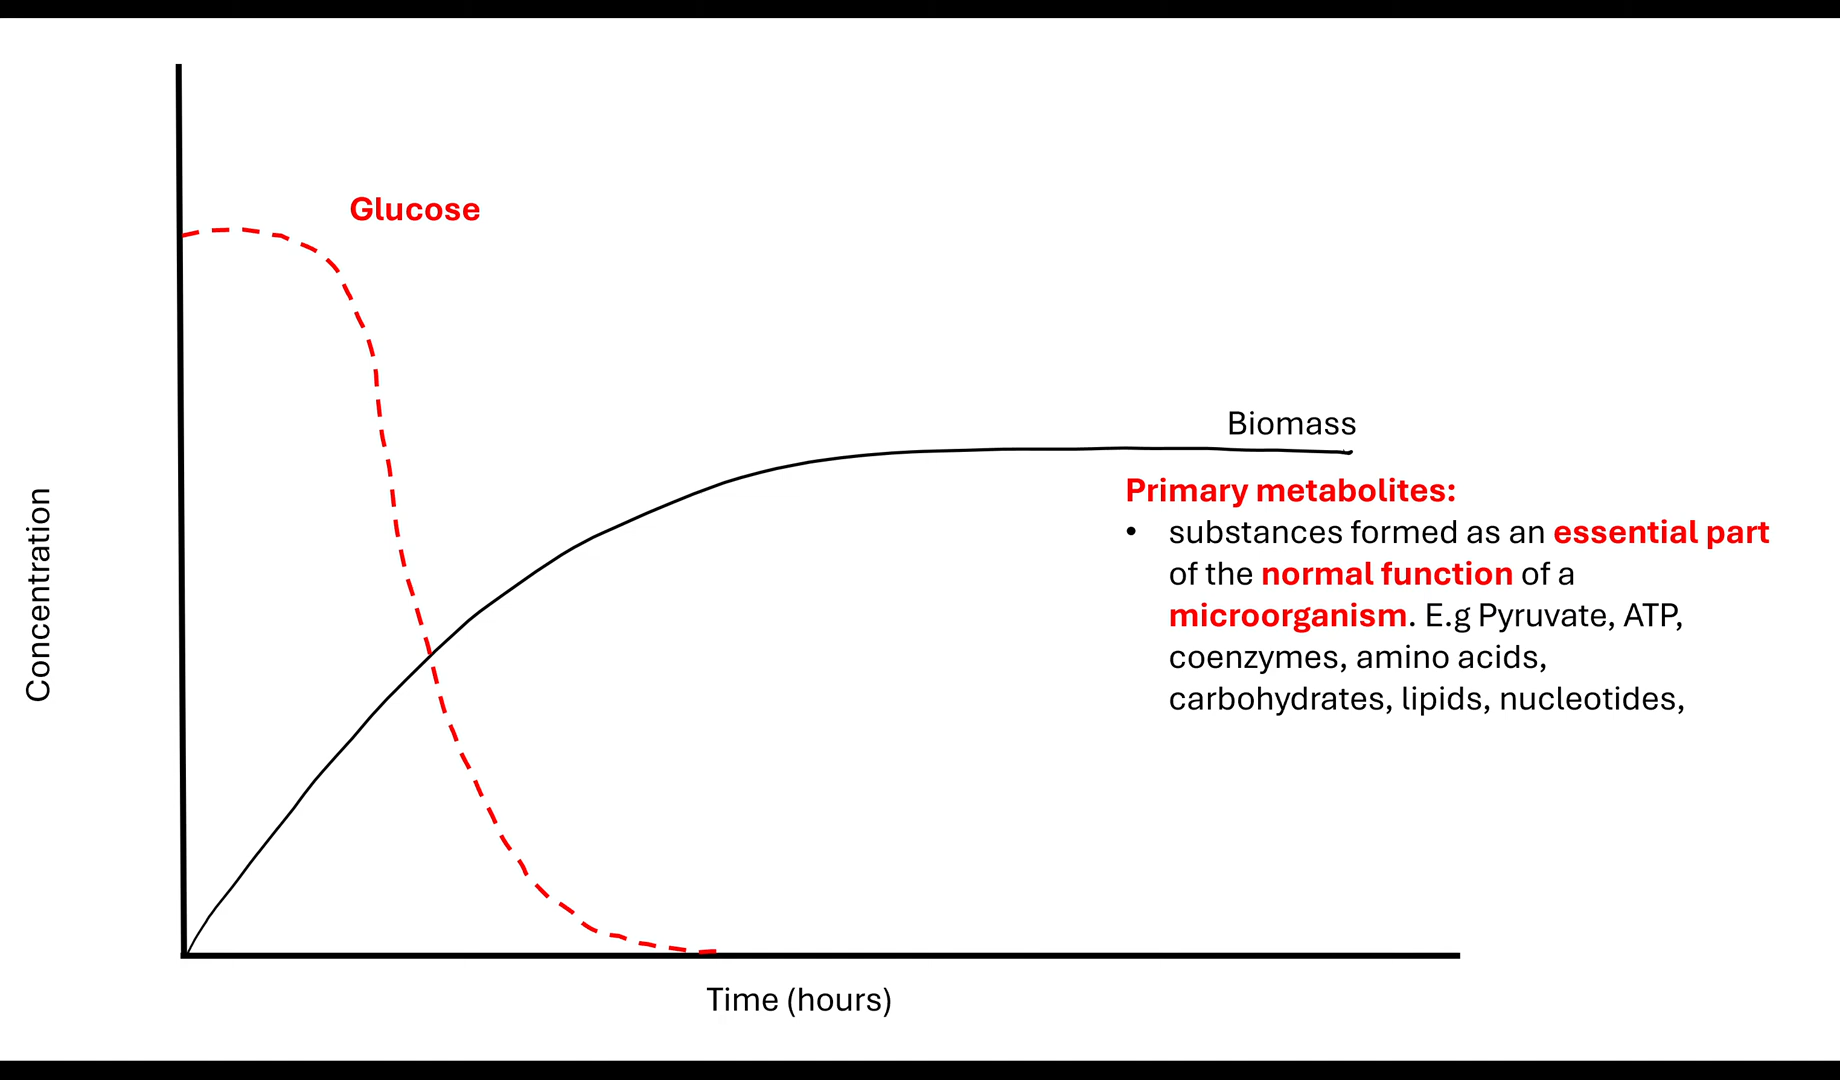 Glucose
Biomass
Primary metabolites:
• substances formed as an essential part
of the normal function of a
microorganism. E.g Pyruvate, ATP,
coenzymes, amino acids,
carbohydrates, lipids, nucleotides,
Concentration
Time (hours)